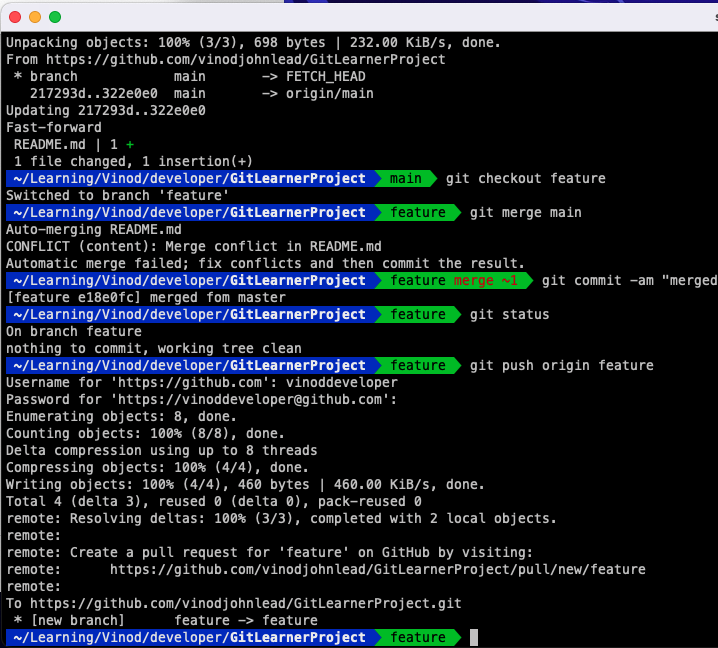 Unpacking objects: 100% (3/3), 698 bytes | 232.00 KiB/s, done.
From https://github.com/vinodjohnlead/GitLearnerProject
 * branch            main       -> FETCH_HEAD
   217293d..322e0e0  main       -> origin/main
Updating 217293d..322e0e0
Fast-forward
 README.md | 1 +
 1 file changed, 1 insertion(+)
~/Learning/Vinod/developer/GitLearnerProject main git checkout feature
Switched to branch 'feature'
~/Learning/Vinod/developer/GitLearnerProject feature git merge main
Auto-merging README.md
CONFLICT (content): Merge conflict in README.md
Automatic merge failed; fix conflicts and then commit the result.
~/Learning/Vinod/developer/GitLearnerProject feature merge ~1 git commit -am "merged
[feature e18e0fc] merged fom master
~/Learning/Vinod/developer/GitLearnerProject feature git status
On branch feature
nothing to commit, working tree clean
~/Learning/Vinod/developer/GitLearnerProject feature git push origin feature
Username for 'https://github.com': vinoddeveloper
Password for 'https://vinoddeveloper@github.com':
Enumerating objects: 8, done.
Counting objects: 100% (8/8), done.
Delta compression using up to 8 threads
Compressing objects: 100% (4/4), done.
Writing objects: 100% (4/4), 460 bytes | 460.00 KiB/s, done.
Total 4 (delta 3), reused 0 (delta 0), pack-reused 0
remote: Resolving deltas: 100% (3/3), completed with 2 local objects.
remote:
remote: Create a pull request for 'feature' on GitHub by visiting:
remote:      https://github.com/vinodjohnlead/GitLearnerProject/pull/new/feature
remote:
To https://github.com/vinodjohnlead/GitLearnerProject.git
 * [new branch]      feature -> feature
~/Learning/Vinod/developer/GitLearnerProject feature